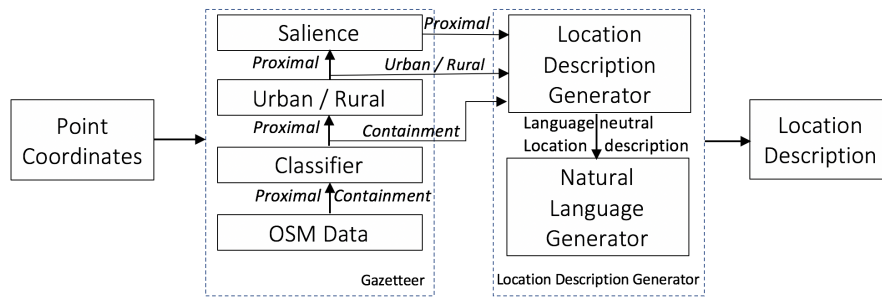 Point
Coordinates
Salience
Proximal
Urban / Rural
Proximal
Classifier
Proximal Containment
OSM Data
Gazetteer
Proximal
Urban / Rural
Containment
Location
Description
Generator
Language neutral
Location description
Natural
Language
Generator
Location Description Generator
Location
Description